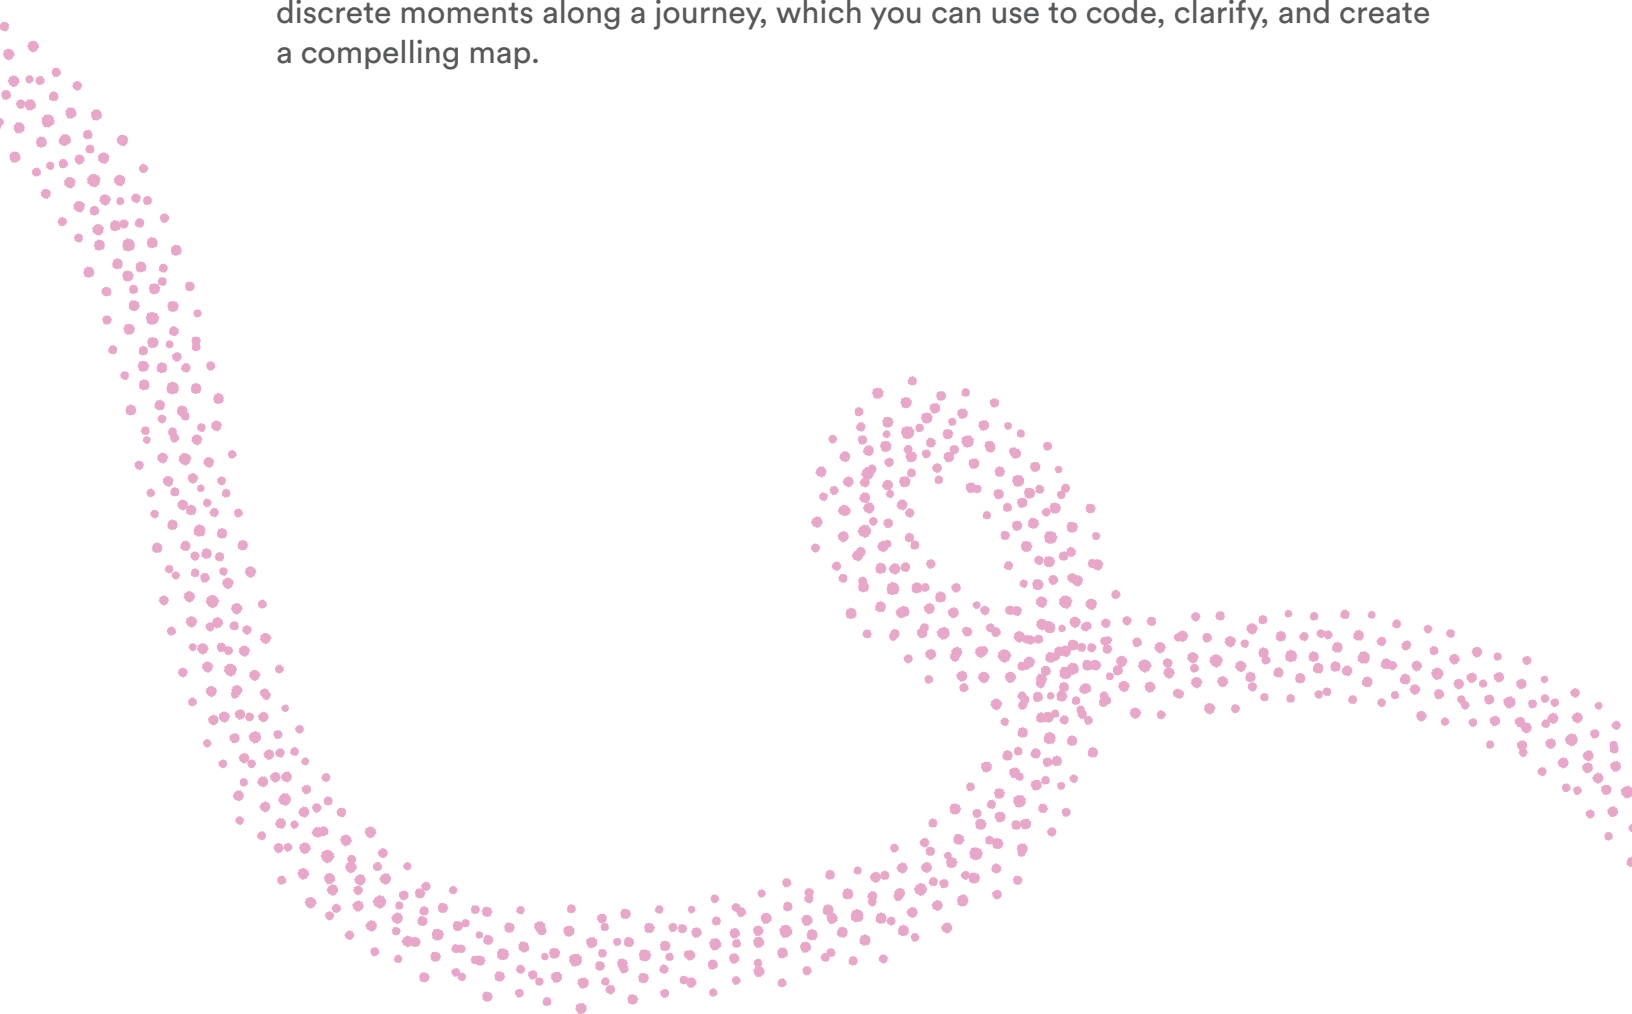 discrete moments along a journey, which you can use to code, clarify, and create
a compelling map.